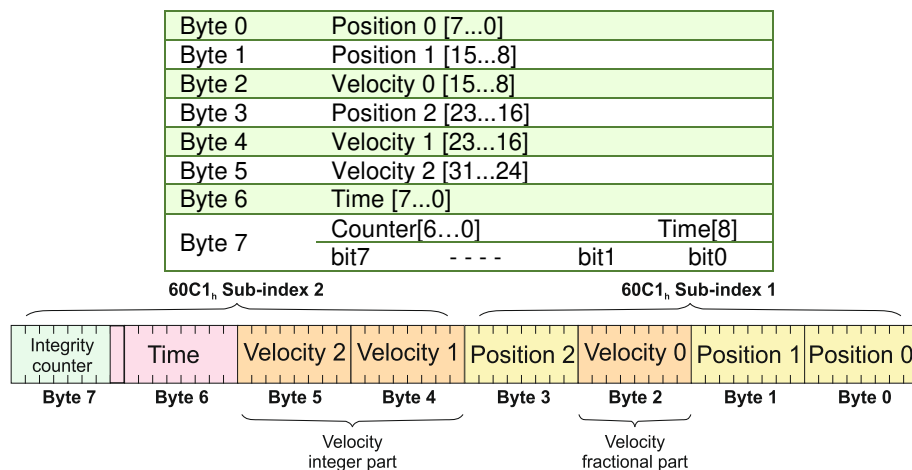 Byte 0 Position 0 [7...0]
Byte 1 Position 1 [15...8]
Byte 2 Velocity 0 [15...8]
Byte 3 Position 2 [23...16]
Byte 4 Velocity 1 [23...16]
Byte 5 Velocity 2 [31...24]
Byte 6 Time [7...0]
Byte 7 Counter[6…0] Time[8]
bit7 - - - - bit1 bit0
60C1h Sub-index 2 60C1h Sub-index 1
Integrity counter Time Velocity 2 Velocity 1 Position 2 Velocity 0 Position 1 Position 0
Byte 7 Byte 6 Byte 5 Byte 4 Byte 3 Byte 2 Byte 1 Byte 0
Velocity Velocity
integer part fractional part